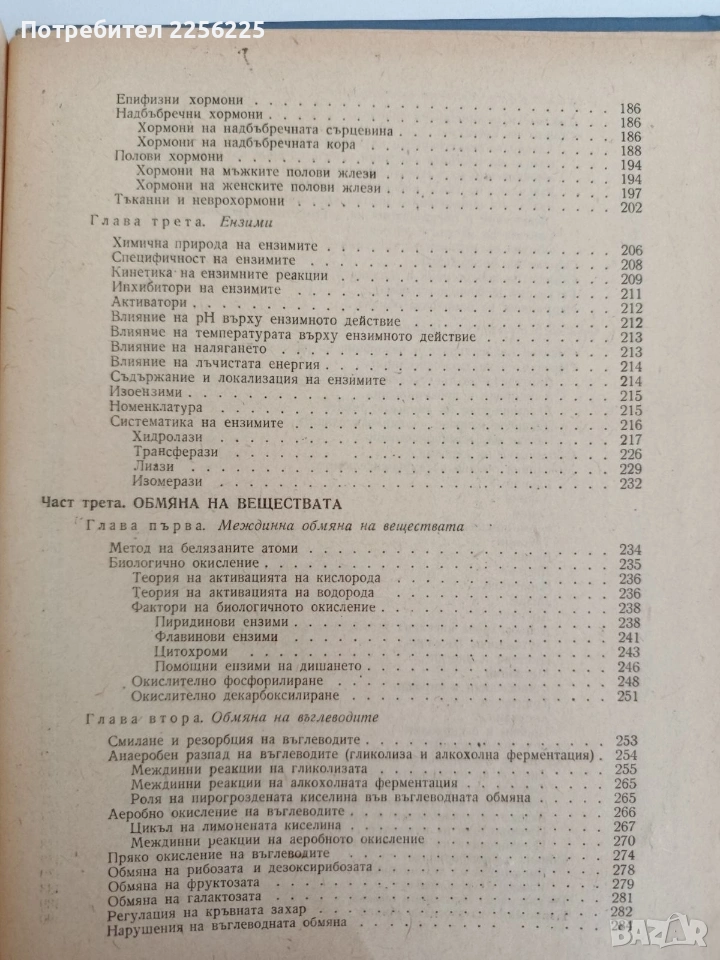 Потребител 2256225
Епифизни хормони . . . 186
Надбъбречни хормони . . . 186
Хормони на надбъбречната сърцевина . . . 186
Хормони на надбъбречната кора . . . 188
Полови хормони . . . 194
Хормони на мъжките полови жлези . . . 194
Хормони на женските полови жлези . . . 197
Тъканни и неврохормони . . . 202
Глава трета. Ензими
Химична природа на ензимите . . . 206
Специфичност на ензимите . . . 208
Кинетика на ензимните реакции . . . 209
Инхибитори на ензимите . . . 211
Активатори . . . 212
Влияние на pH върху ензимното действие . . . 212
Влияние на температурата върху ензимното действие . . . 213
Влияние на налягането . . . 213
Влияние на лъчистата енергия . . . 214
Съдържание и локализация на ензимите . . . 214
Изоензими . . . 215
Номенклатура . . . 215
Систематика на ензимите . . . 216
Хидролази . . . 217
Трансферази . . . 226
Лиази . . . 229
Изомерази . . . 232
Част трета. ОБМЯНА НА ВЕЩЕСТВАТА
Глава първа. Междинна обмяна на веществата
Метод на белязаните атоми . . . 234
Биологично окисление . . . 235
Теория на активацията на кислорода . . . 236
Теория на активацията на водорода . . . 236
Фактори на биологичното окисление . . . 238
Пиридинови ензими . . . 238
Флавинови ензими . . . 241
Цитохроми . . . 243
Помощни ензими на дишането . . . 246
Окислително фосфорилиране . . . 248
Окислително декарбоксилиране . . . 251
Глава втора. Обмяна на въглеводите
Смилане и резорбция на въглеводите . . . 253
Анаеробен разпад на въглеводите (гликолиза и алкохолна ферментация) . 254
Междинни реакции на гликолизата . . . 255
Междинни реакции на алкохолната ферментация . . . 265
Роля на пирогроздената киселина във въглеводната обмяна . . . 265
Аеробно окисление на въглеводите . . . 266
Цикъл на лимонената киселина . . . 267
Междинни реакции на аеробното окисление . . . 270
Пряко окисление на въглеводите . . . 274
Обмяна на рибозата и дезоксирибозата . . . 278
Обмяна на фруктозата . . . 279
Обмяна на галактозата . . . 281
Регулация на кръвната захар . . . 282
Нарушения на въглеводната обмяна . . . 284
bazar